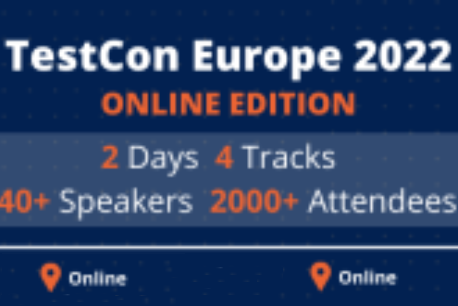 TestCon Europe 2022
ONLINE EDITION
2 Days 4 Tracks
40+ Speakers 2000+ Attendees
Online Online